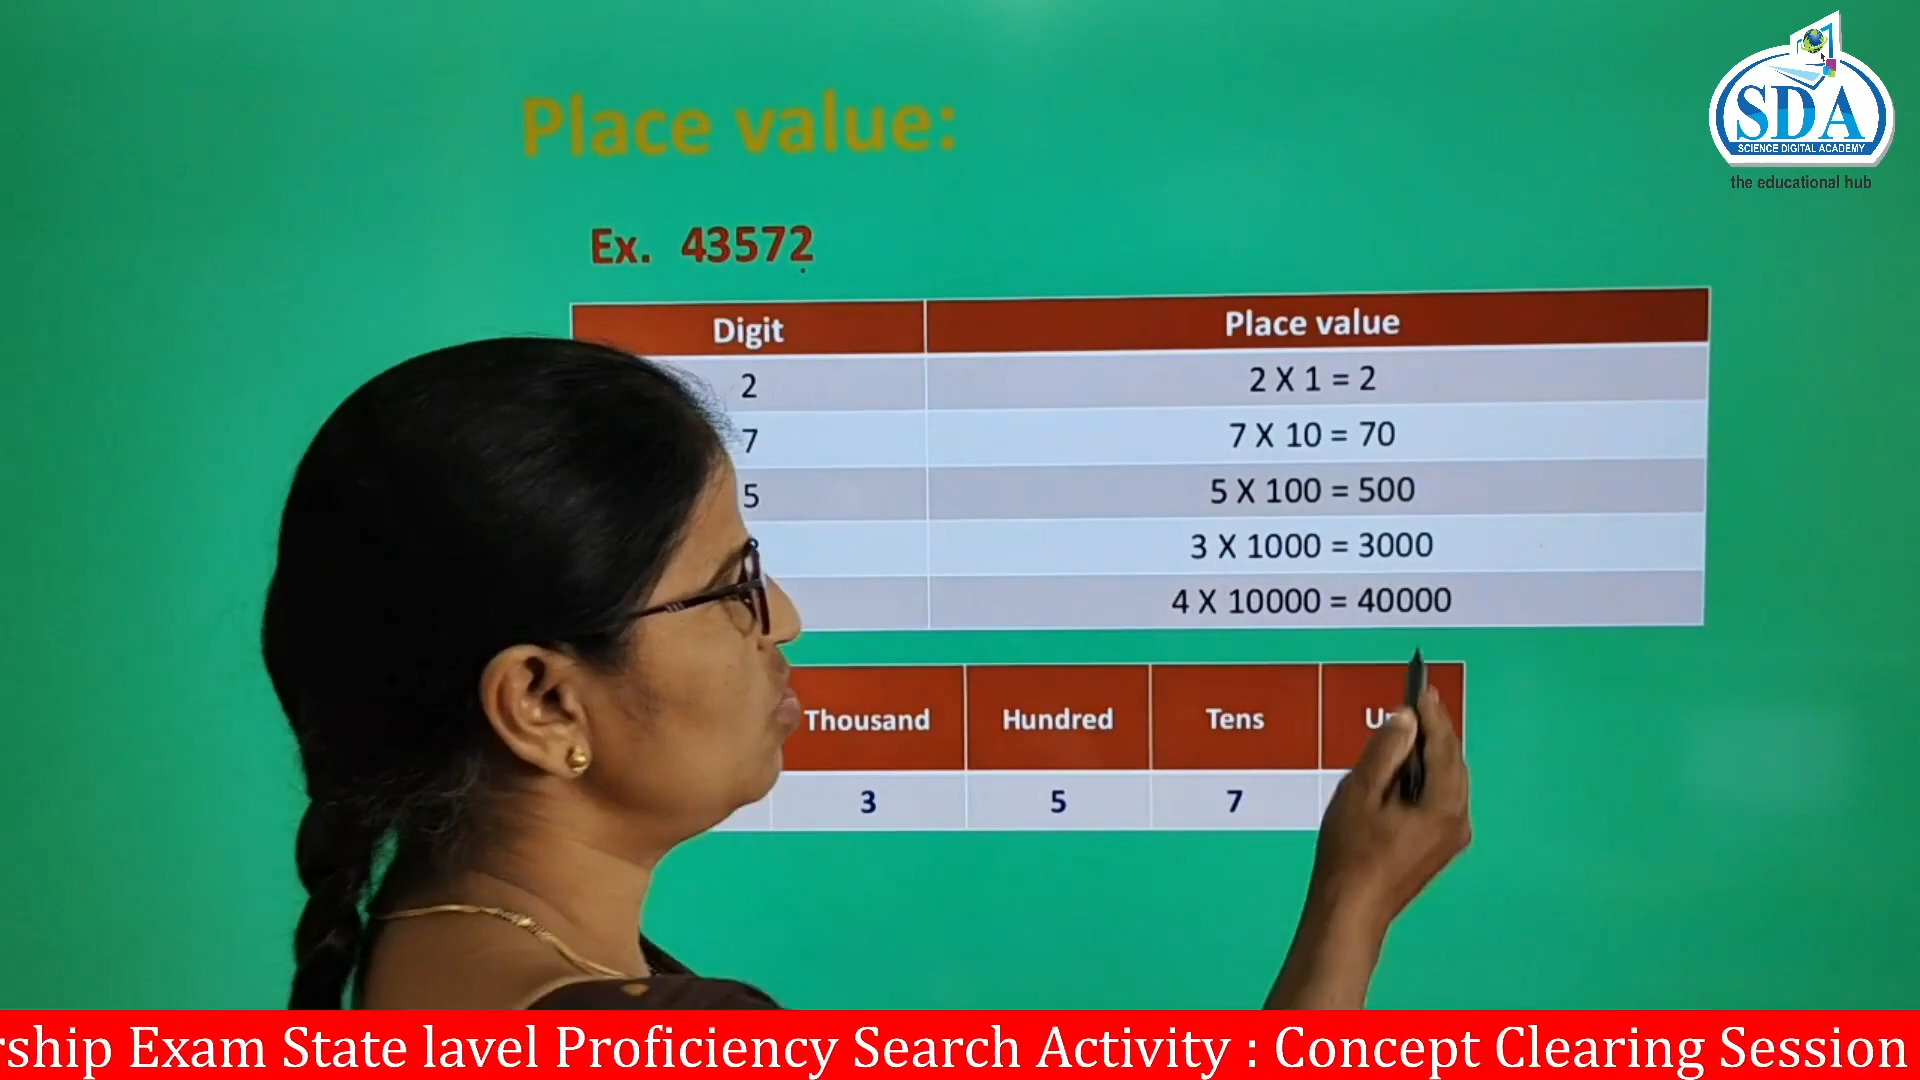 SDA
SCIENCE DIGITAL ACADEMY
the educational hub
Place value:
Ex. 43572
Digit Place value
2 2 X 1 = 2
7 7 X 10 = 70
5 5 X 100 = 500
3 X 1000 = 3000
4 X 10000 = 40000
Thousand Hundred Tens
3 5 7
Exam State lavel Proficiency Search Activity : Concept Clearing Session